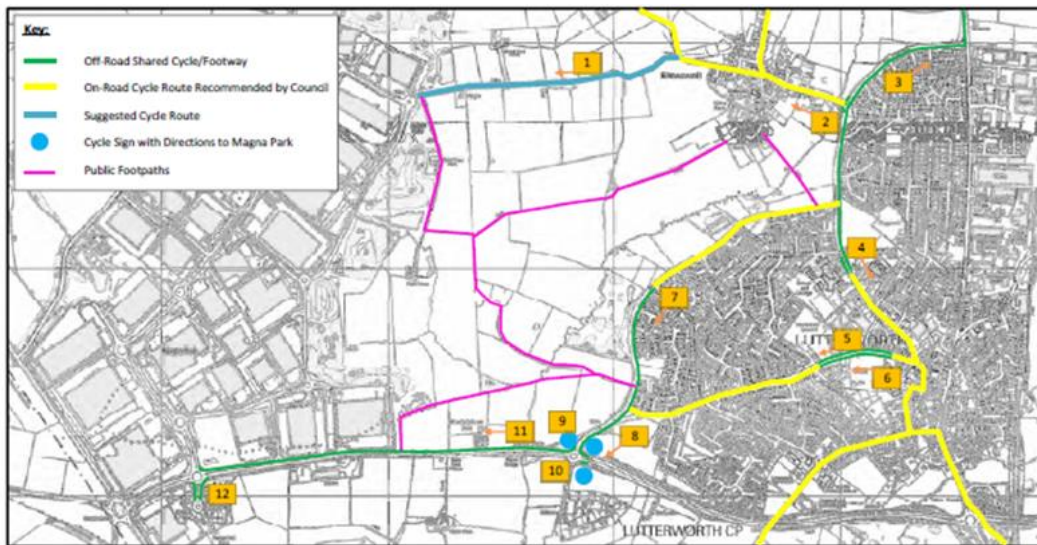 Key:
Off-Road Shared Cycle/Footway
On-Road Cycle Route Recommended by Council
Suggested Cycle Route
Cycle Sign with Directions to Magna Park
Public Footpaths
1
3
2
4
7
5
LUTTERWORTH
6
9
11
8
10
12
LUTTERWORTH CP